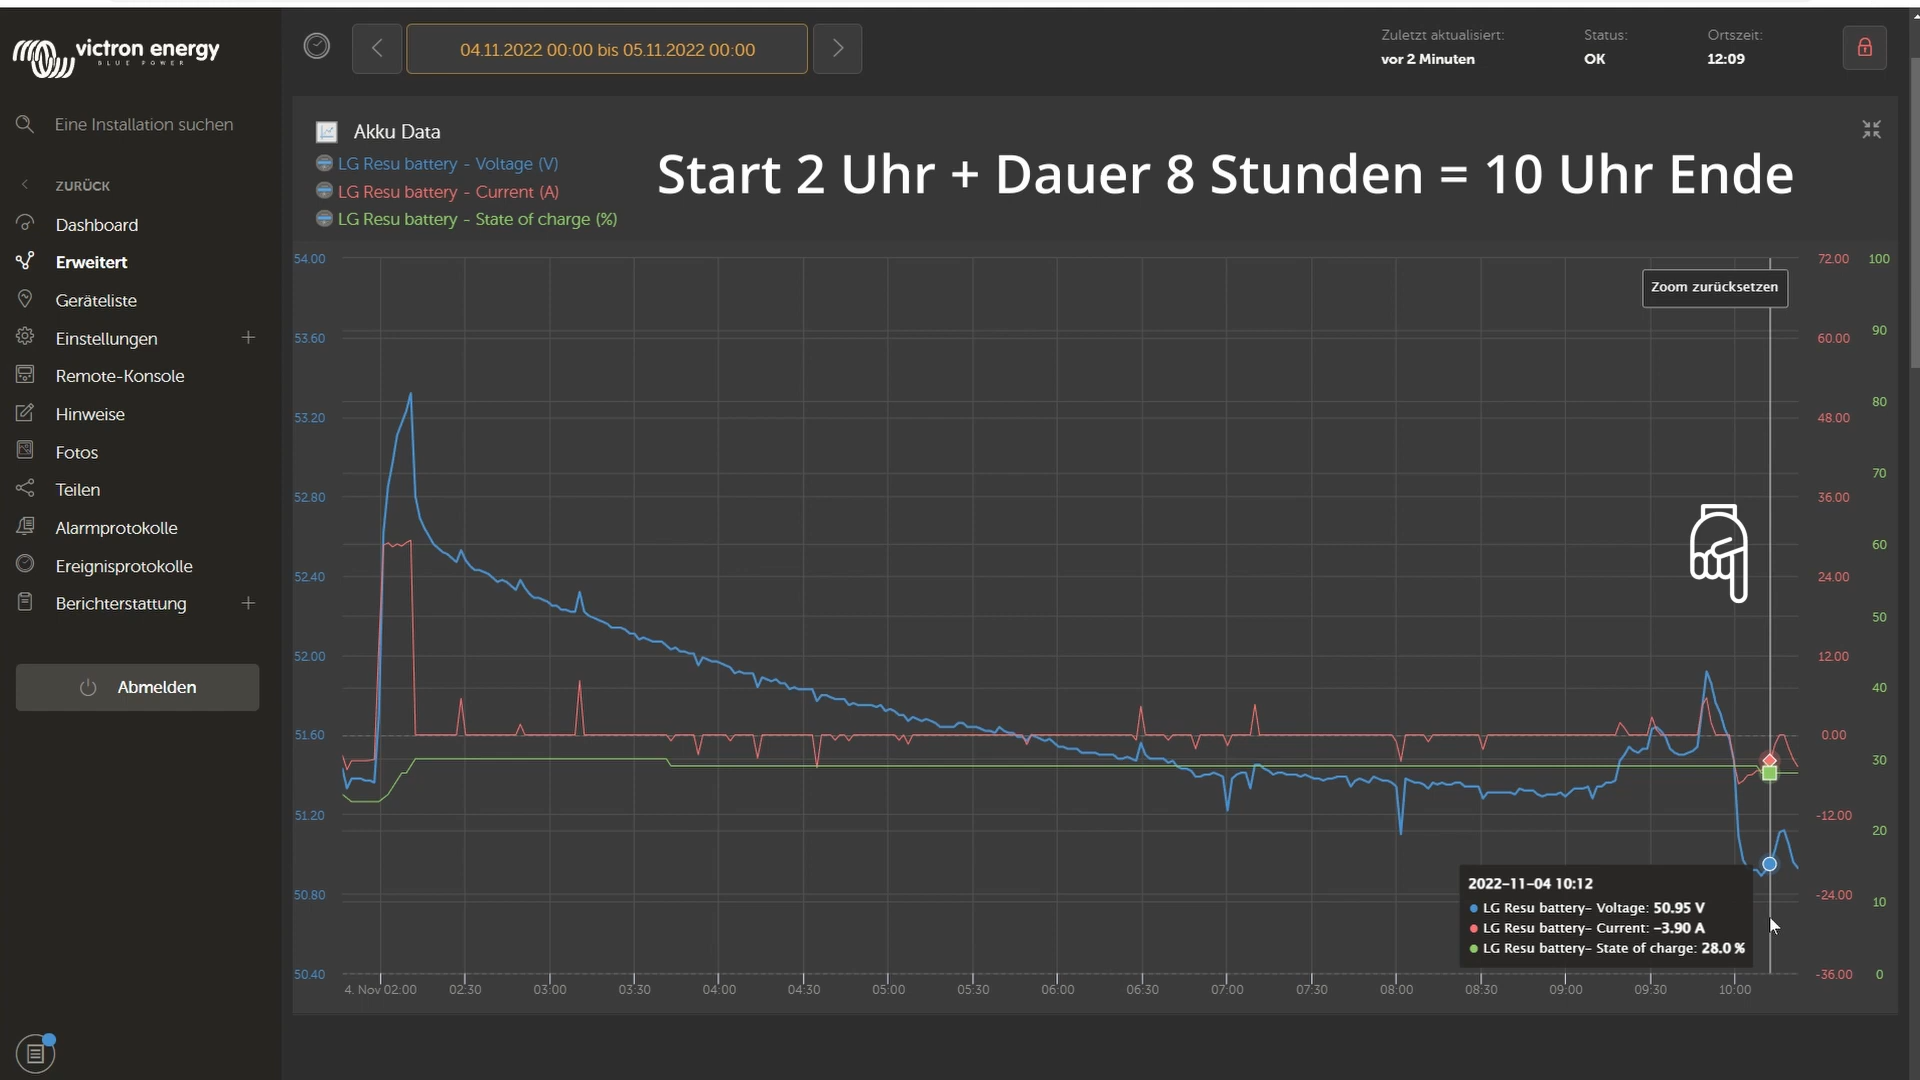 victron energy
BLUE POWER
04.11.2022 00:00 bis 05.11.2022 00:00
Zuletzt aktualisiert:
vor 2 Minuten
Status:
OK
Ortszeit:
12:09
Eine Installation suchen
ZURÜCK
Dashboard
Erweitert
Geräteliste
Einstellungen
Remote-Konsole
Hinweise
Fotos
Teilen
Alarmprotokolle
Ereignisprotokolle
Berichterstattung
Abmelden
Akku Data
LG Resu battery - Voltage (V)
LG Resu battery - Current (A)
LG Resu battery - State of charge (%)
Start 2 Uhr + Dauer 8 Stunden = 10 Uhr Ende
Zoom zurücksetzen
54.00
53.60
53.20
52.80
52.40
52.00
51.60
51.20
50.80
50.40
72.00
60.00
48.00
36.00
24.00
12.00
0.00
-12.00
-24.00
-36.00
100
90
80
70
60
50
40
30
20
10
0
2022-11-04 10:12
LG Resu battery- Voltage: 50.95 V
LG Resu battery- Current: -3.90 A
LG Resu battery- State of charge: 28.0 %
4. Nov 02:00 02:30 03:00 03:30 04:00 04:30 05:00 05:30 06:00 06:30 07:00 07:30 08:00 08:30 09:00 09:30 10:00